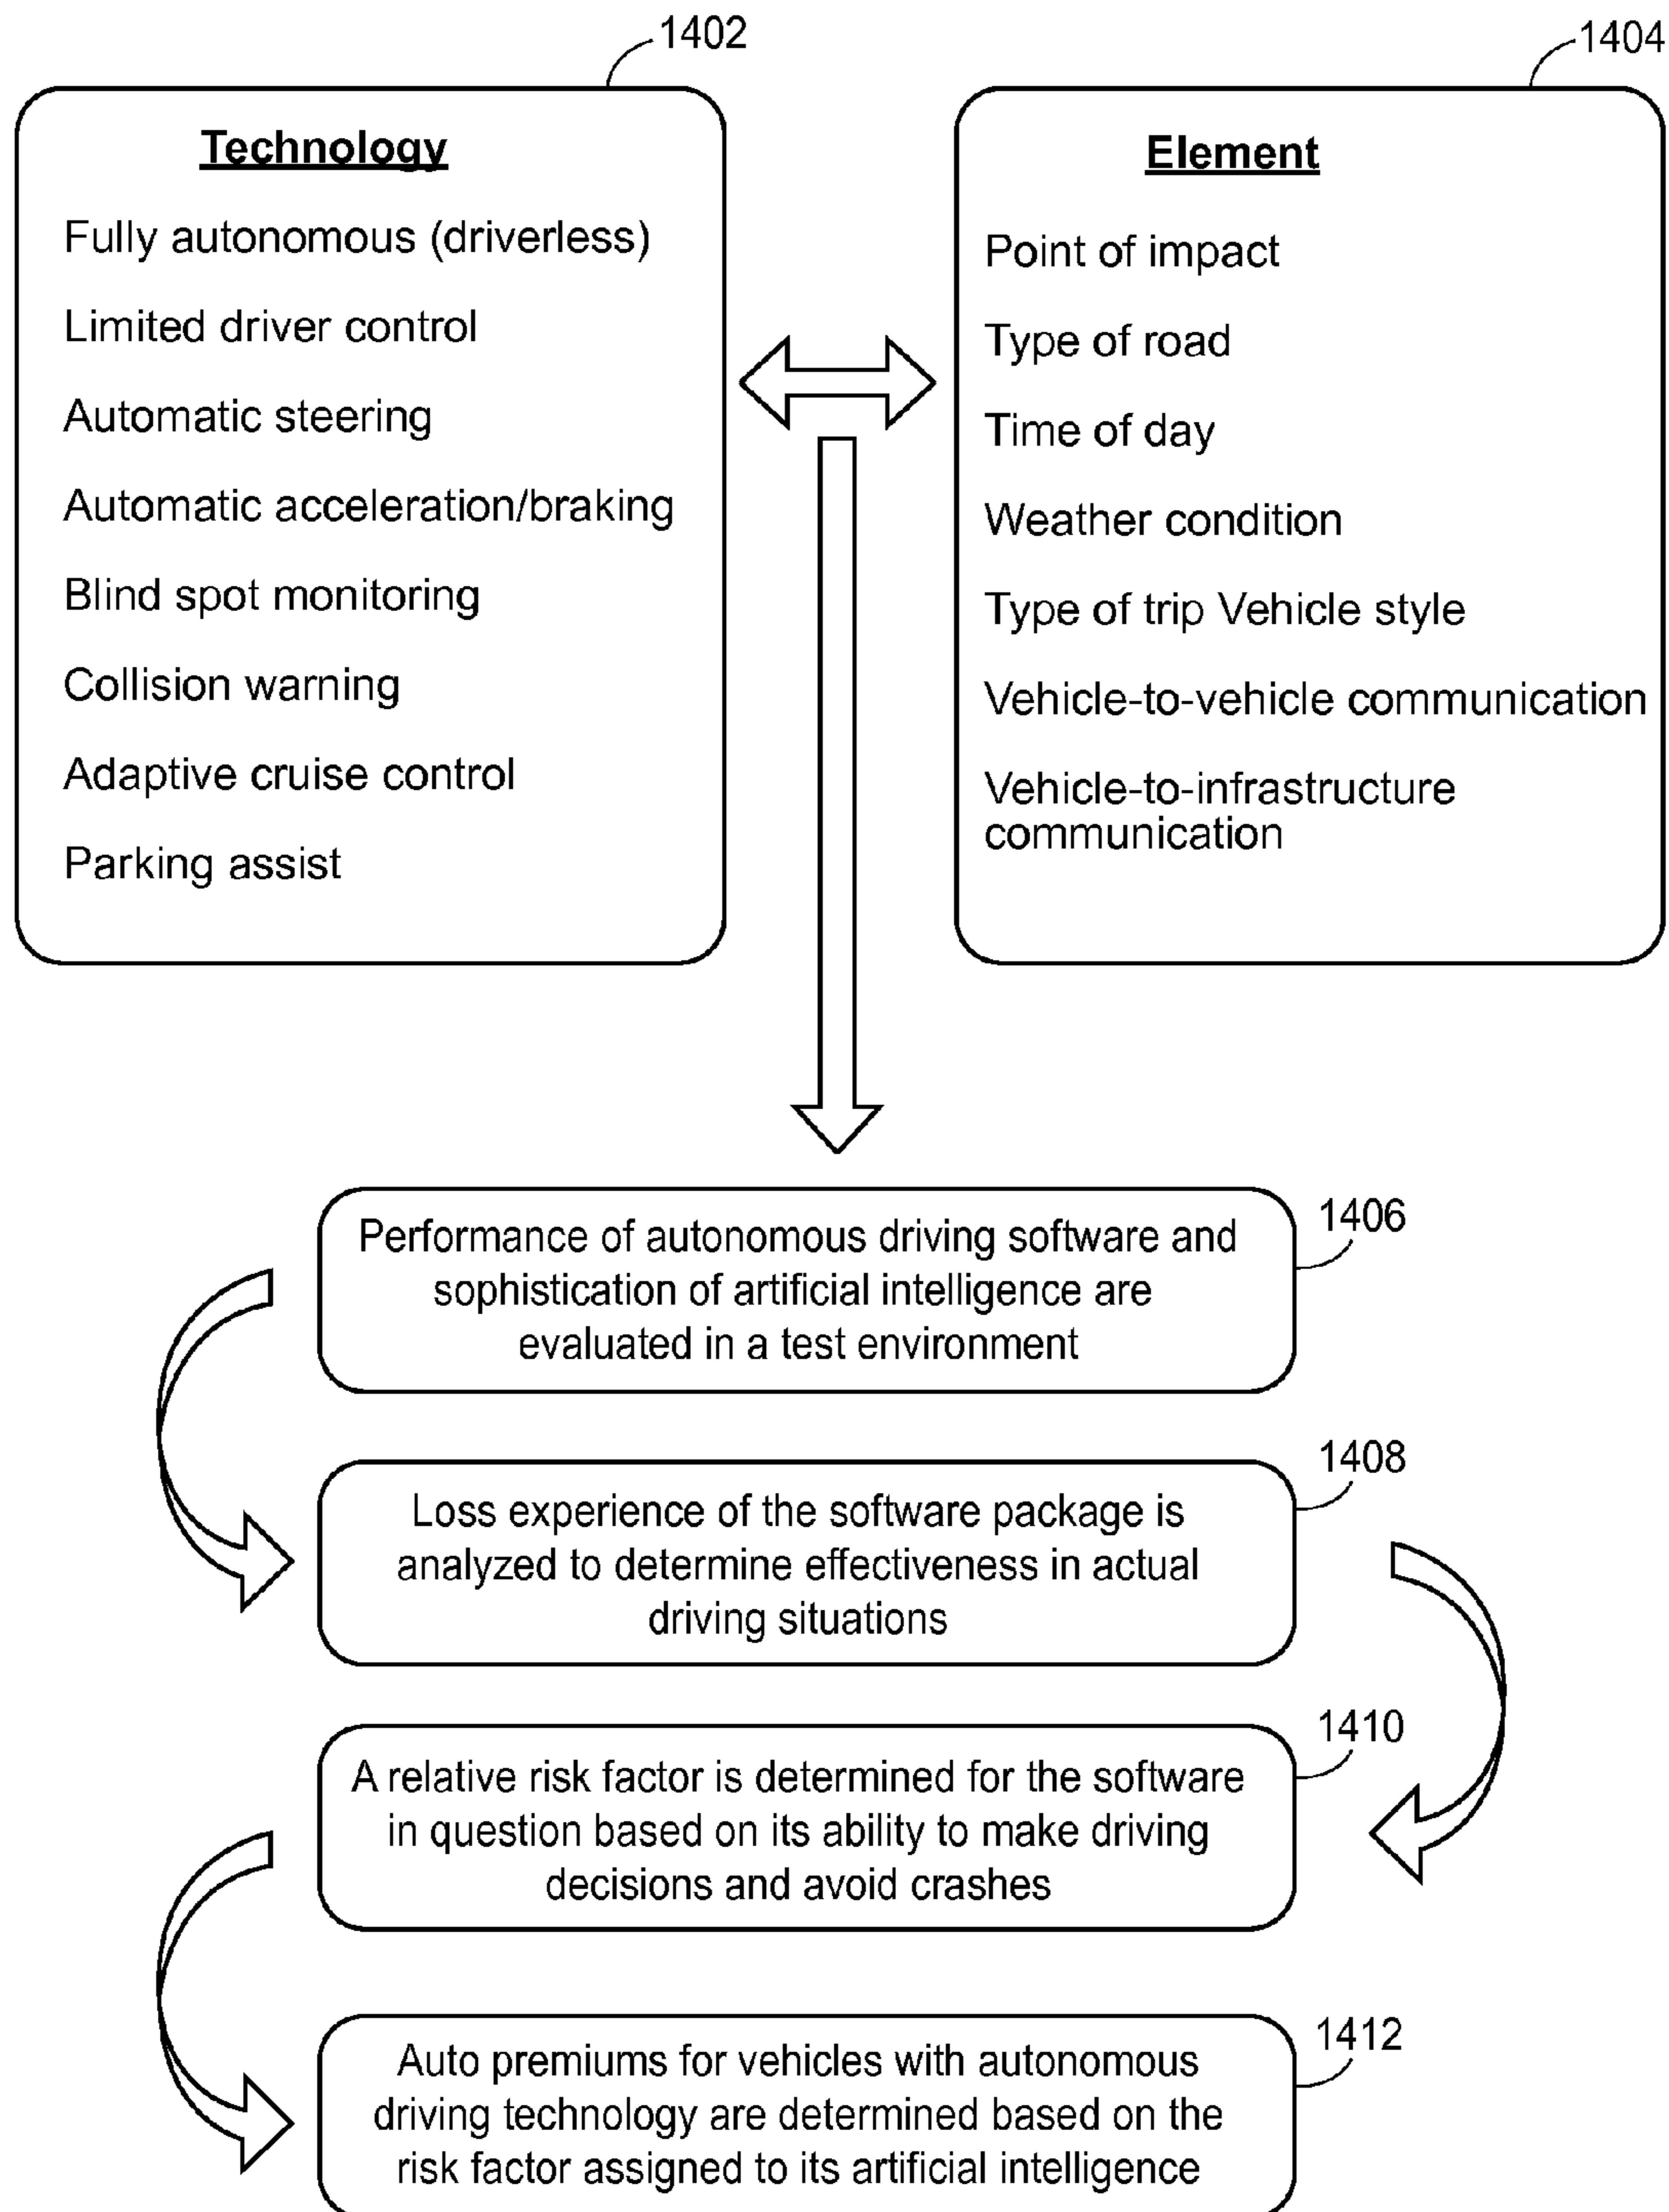 1402
Technology
Fully autonomous (driverless)
Limited driver control
Automatic steering
Automatic acceleration/braking
Blind spot monitoring
Collision warning
Adaptive cruise control
Parking assist
1404
Element
Point of impact
Type of road
Time of day
Weather condition
Type of trip Vehicle style
Vehicle-to-vehicle communication
Vehicle-to-infrastructure
communication
1406
Performance of autonomous driving software and
sophistication of artificial intelligence are
evaluated in a test environment
1408
Loss experience of the software package is
analyzed to determine effectiveness in actual
driving situations
1410
A relative risk factor is determined for the software
in question based on its ability to make driving
decisions and avoid crashes
1412
Auto premiums for vehicles with autonomous
driving technology are determined based on the
risk factor assigned to its artificial intelligence